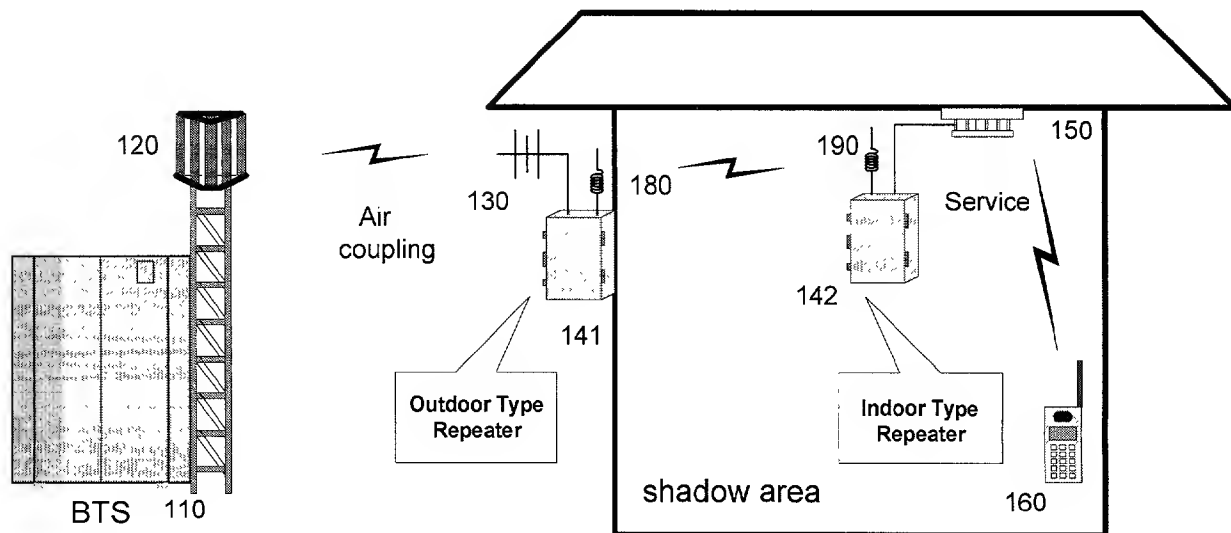 120
Air
coupling
130
180
190
150
Service
141
142
Outdoor Type
Repeater
Indoor Type
Repeater
shadow area
160
BTS
110